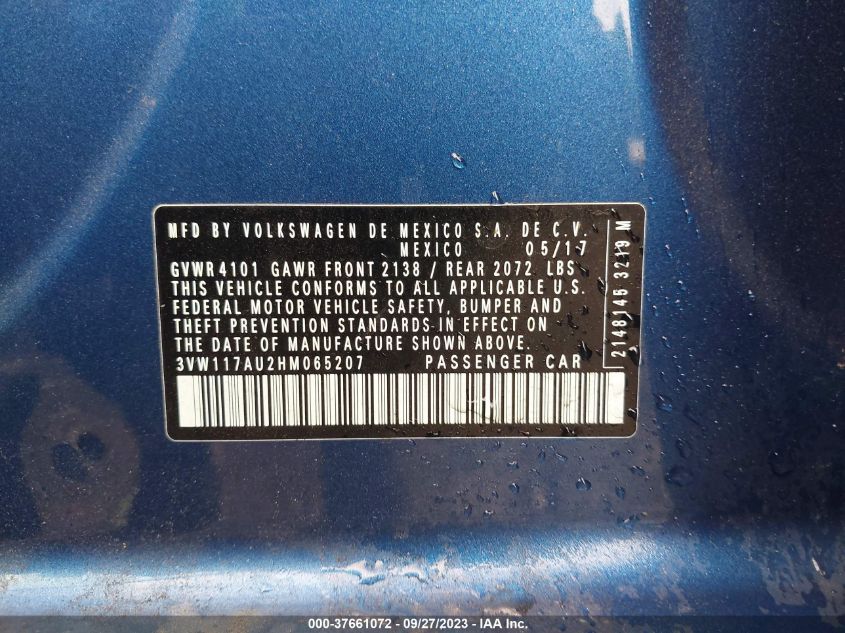 MFD BY VOLKSWAGEN DE MEXICO S.A. DE C.V.
MEXICO 05/17
GVWR 4101 GAWR FRONT 2138 / REAR 2072 LBS
THIS VEHICLE CONFORMS TO ALL APPLICABLE U.S.
FEDERAL MOTOR VEHICLE SAFETY, BUMPER AND
THEFT PREVENTION STANDARDS IN EFFECT ON
THE DATE OF MANUFACTURE SHOWN ABOVE.
3VW117AU2HM065207 PASSENGER CAR
2148145 3219 M
000-37661072 - 09/27/2023 - IAAI Inc.